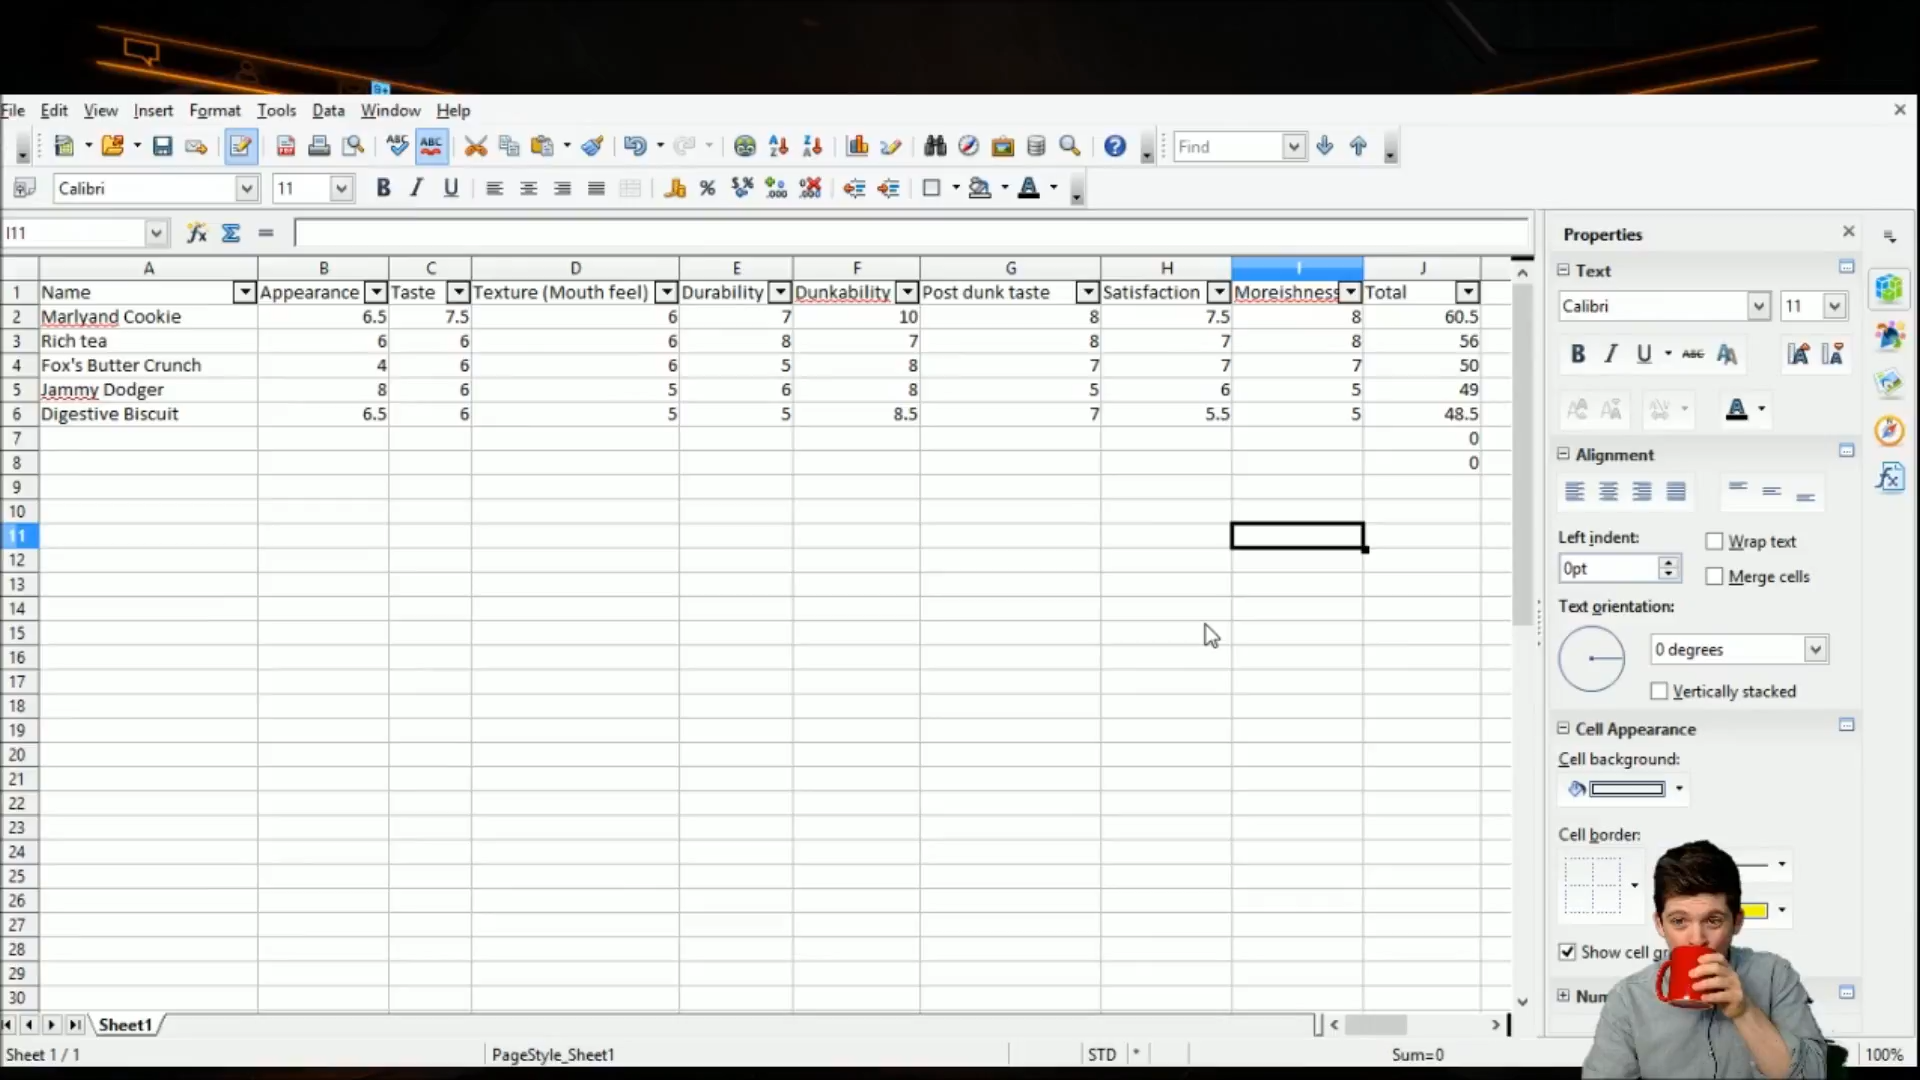 9+
File Edit View Insert Format Tools Data Window Help
ABC ABC Find
Calibri 11 B I U
I11
A B C D E F G H I J
1 Name Appearance Taste Texture (Mouth feel) Durability Dunkability Post dunk taste Satisfaction Moreishness Total
2 Marlyand Cookie 6.5 7.5 6 7 10 8 7.5 8 60.5
3 Rich tea 6 6 6 8 7 8 7 8 56
4 Fox's Butter Crunch 4 6 6 5 8 7 7 7 50
5 Jammy Dodger 8 6 5 6 8 5 6 5 49
6 Digestive Biscuit 6.5 6 5 5 8.5 7 5.5 5 48.5
7 0
8 0
9
10
11
12
13
14
15
16
17
18
19
20
21
22
23
24
25
26
27
28
29
30
Sheet1
Sheet 1 / 1 PageStyle_Sheet1 STD * Sum=0 100%
Properties
Text
Calibri 11
B I U ABC
Alignment
Left indent:
0pt
Wrap text
Merge cells
Text orientation:
0 degrees
Vertically stacked
Cell Appearance
Cell background:
Cell border:
Show cell gr
Num